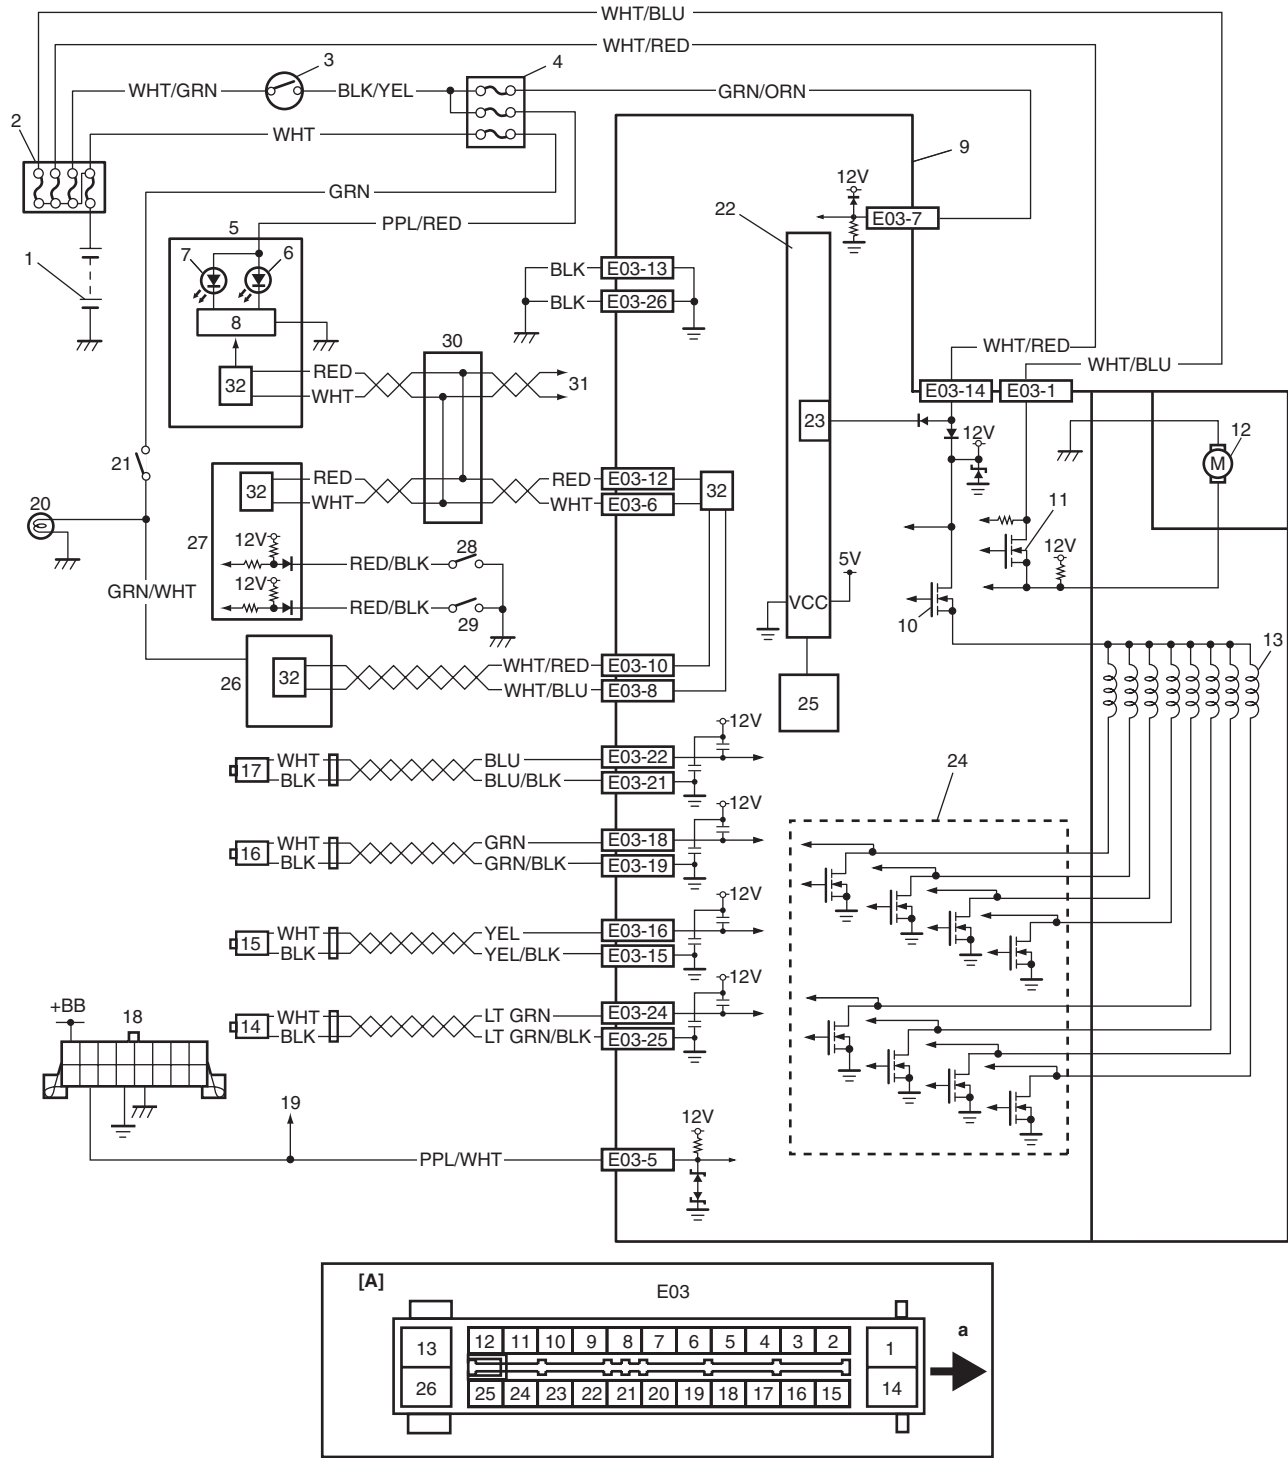 WHT/BLU
WHT/RED
3
4
WHT/GRN
BLK/YEL
GRN/ORN
2
WHT
9
12V
GRN
E03-7
22
PPL/RED
5
7
6
1
BLK
E03-13
8
BLK
E03-26
30
WHT/RED
WHT/BLU
32
RED
WHT
31
E03-14
E03-1
23
12V
12
M
21
32
RED
WHT
RED
WHT
E03-12
E03-6
32
20
11
27
12V
28
5V
12V
RED/BLK
12V
GRN/WHT
RED/BLK
29
VCC
10
13
26
32
WHT/RED
E03-10
WHT/BLU
E03-8
25
12V
17
WHT
BLK
BLU
BLU/BLK
E03-22
E03-21
24
12V
16
WHT
BLK
GRN
GRN/BLK
E03-18
E03-19
12V
15
WHT
BLK
YEL
YEL/BLK
E03-16
E03-15
12V
+BB
18
14
WHT
BLK
LT GRN
LT GRN/BLK
E03-24
E03-25
19
12V
PPL/WHT
E03-5
[A]
E03
13 12 11 10 9 8 7 6 5 4 3 2 1
a
26 25 24 23 22 21 20 19 18 17 16 15 14